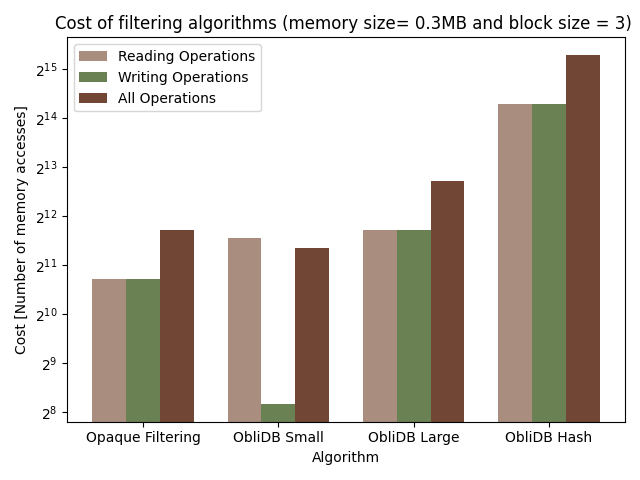 Cost of filtering algorithms (memory size= 0.3MB and block size = 3)
Reading Operations
Writing Operations
All Operations
2^15
2^14
2^13
2^12
2^11
2^10
2^9
2^8
Cost [Number of memory accesses]
Opaque Filtering ObliDB Small ObliDB Large ObliDB Hash
Algorithm